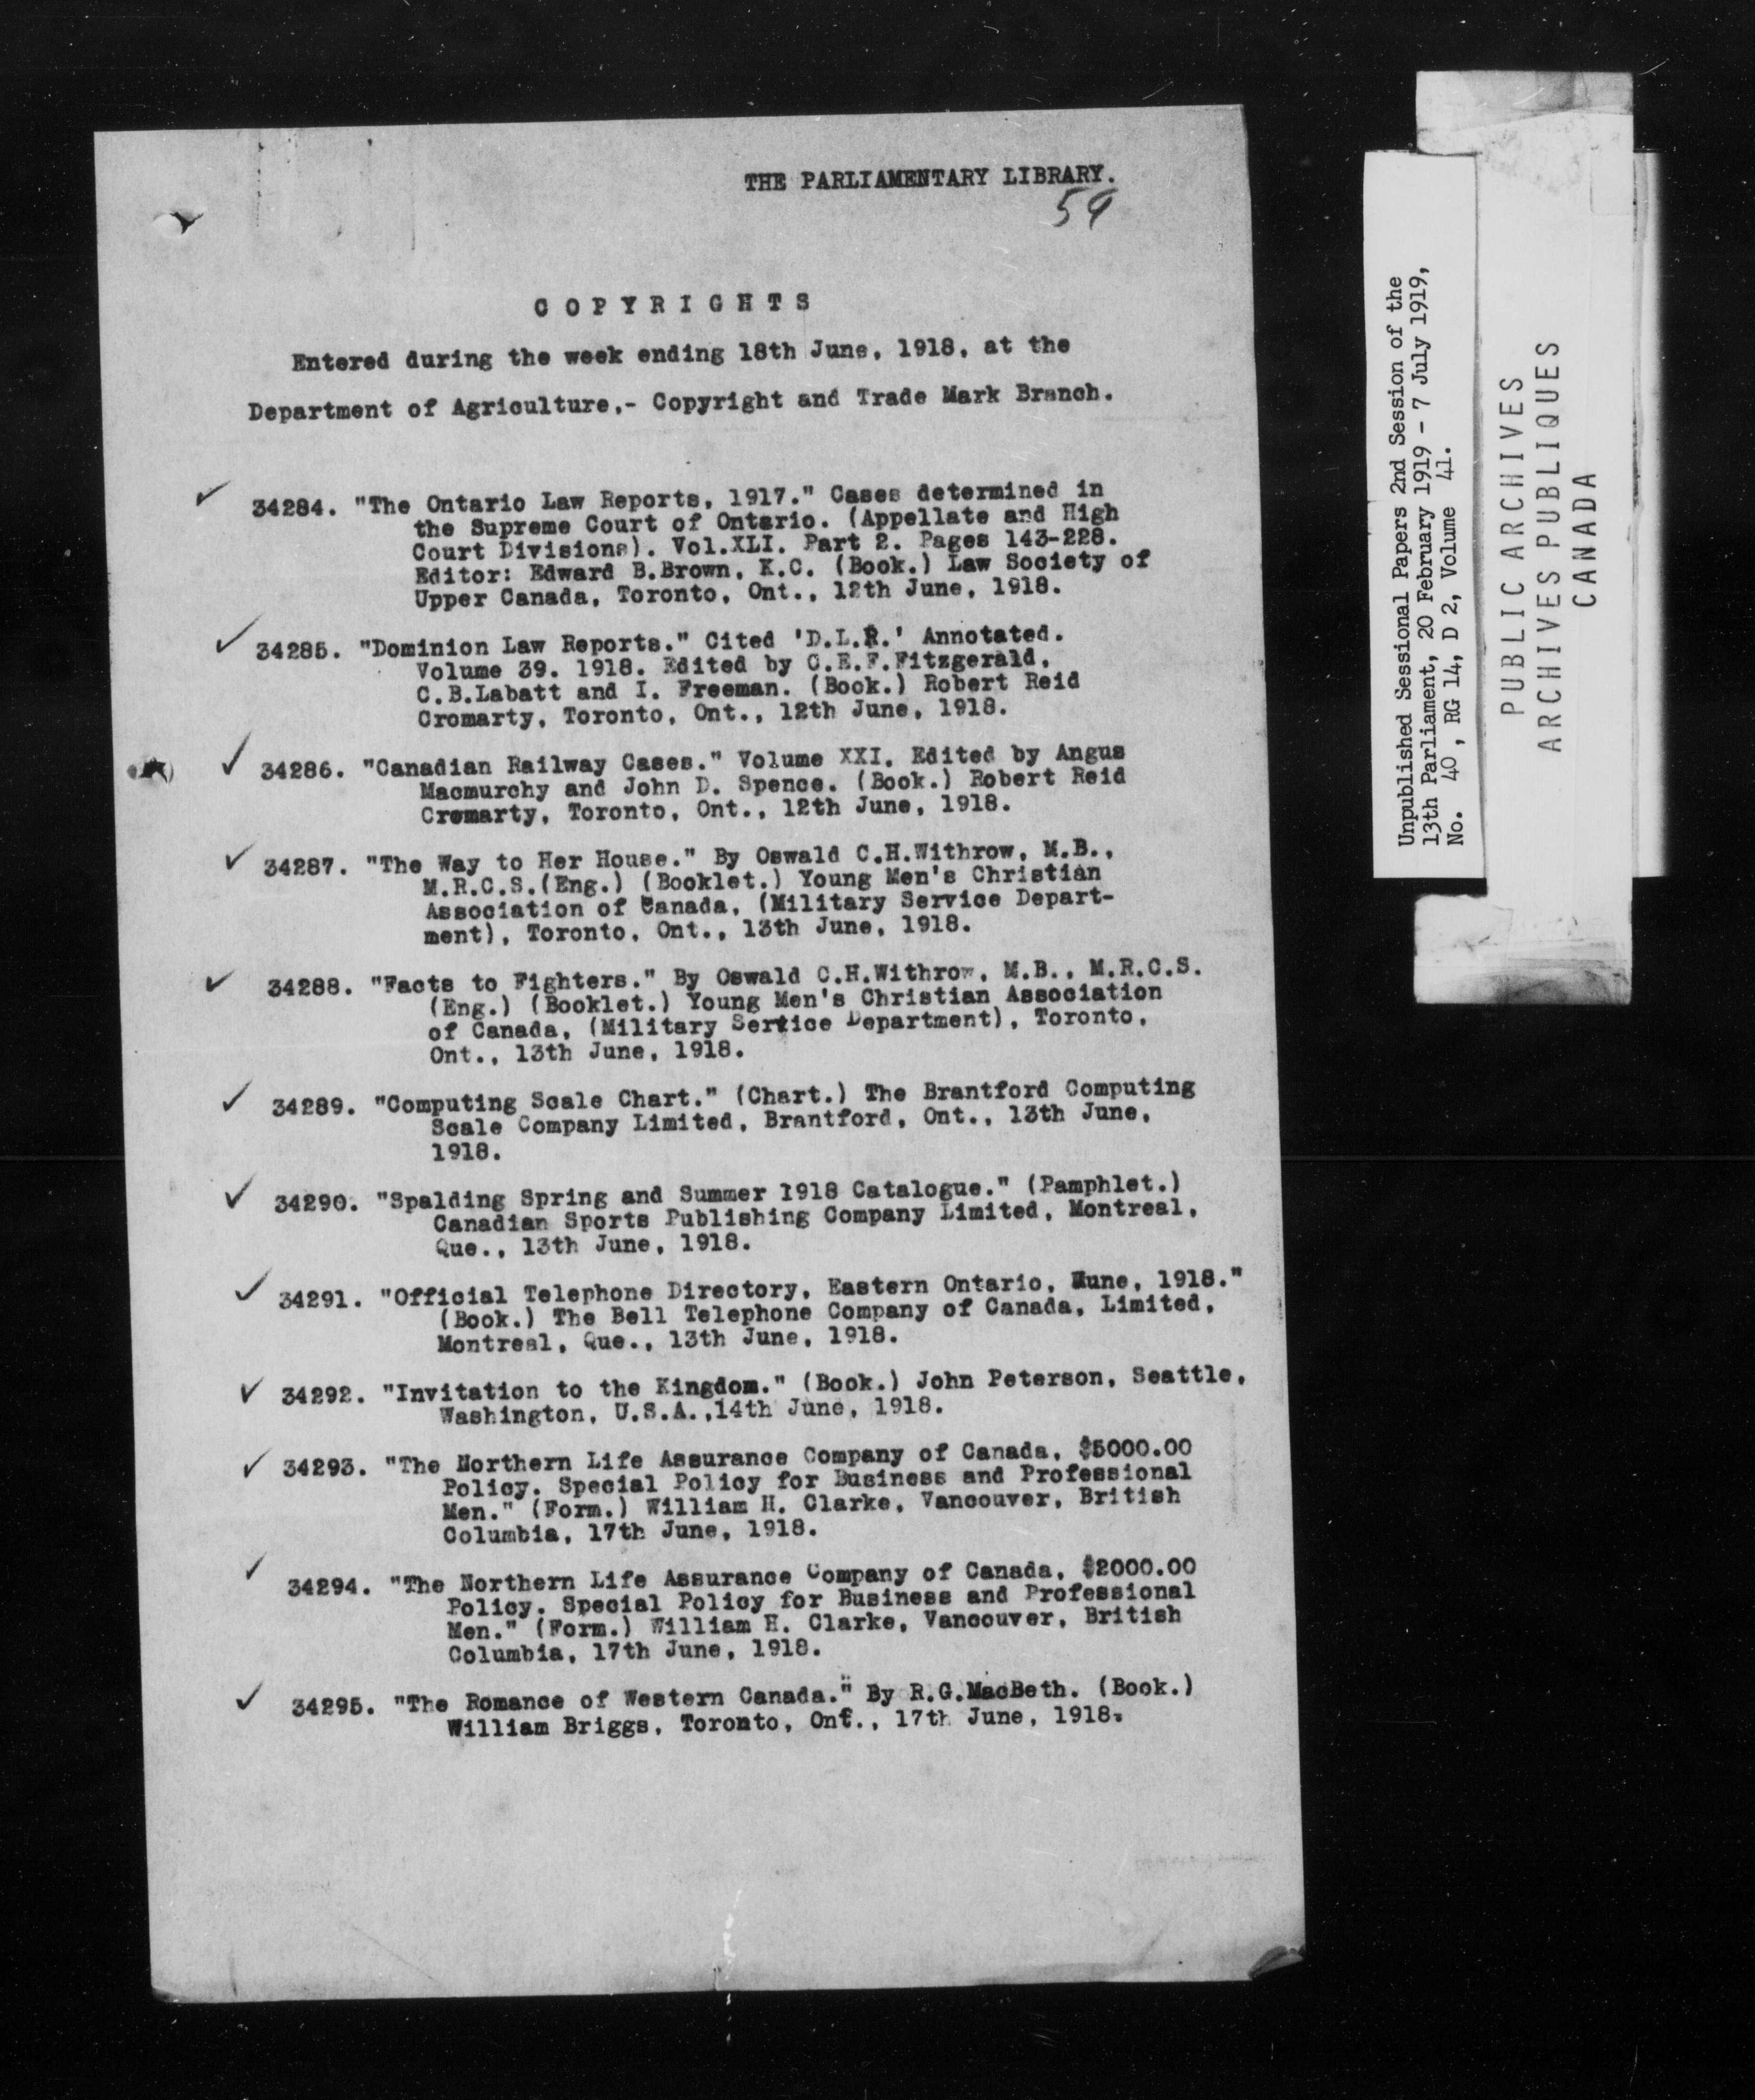 THE PARLIAMENTARY LIBRARY.
59
COPYRIGHTS
Entered during the week ending 18th June, 1918, at the
Department of Agriculture,- Copyright and Trade Mark Branch.
34284. "The Ontario Law Reports, 1917." Cases determined in
the Supreme Court of Ontario. (Appellate and High
Court Divisions). Vol.XLI. Part 2. Pages 143-228.
Editor: Edward B.Brown, K.C. (Book.) Law Society of
Upper Canada, Toronto, Ont., 12th June, 1918.
34285. "Dominion Law Reports." Cited 'D.L.R.' Annotated.
Volume 39. 1918. Edited by C.E.F.Fitzgerald,
C.B.Labatt and I. Freeman. (Book.) Robert Reid
Cromarty, Toronto, Ont., 12th June, 1918.
34286. "Canadian Railway Cases." Volume XXI. Edited by Angus
Macmurchy and John D. Spence. (Book.) Robert Reid
Cromarty, Toronto, Ont., 12th June, 1918.
34287. "The Way to Her House." By Oswald C.H.Withrow, M.B.,
M.R.C.S.(Eng.) (Booklet.) Young Men's Christian
Association of Canada, (Military Service Depart-
ment), Toronto, Ont., 13th June, 1918.
34288. "Facts to Fighters." By Oswald C.H.Withrow, M.B., M.R.C.S.
(Eng.) (Booklet.) Young Men's Christian Association
of Canada, (Military Service Department), Toronto,
Ont., 13th June, 1918.
34289. "Computing Scale Chart." (Chart.) The Brantford Computing
Scale Company Limited, Brantford, Ont., 13th June,
1918.
34290. "Spalding Spring and Summer 1918 Catalogue." (Pamphlet.)
Canadian Sports Publishing Company Limited, Montreal,
Que., 13th June, 1918.
34291. "Official Telephone Directory, Eastern Ontario, June, 1918."
(Book.) The Bell Telephone Company of Canada, Limited,
Montreal, Que., 13th June, 1918.
34292. "Invitation to the Kingdom." (Book.) John Peterson, Seattle,
Washington, U.S.A.,14th June, 1918.
34293. "The Northern Life Assurance Company of Canada, $5000.00
Policy. Special Policy for Business and Professional
Men." (Form.) William H. Clarke, Vancouver, British
Columbia, 17th June, 1918.
34294. "The Northern Life Assurance Company of Canada, $2000.00
Policy. Special Policy for Business and Professional
Men." (Form.) William H. Clarke, Vancouver, British
Columbia, 17th June, 1918.
34295. "The Romance of Western Canada." By R.G.MacBeth. (Book.)
William Briggs, Toronto, Ont., 17th June, 1918.
Unpublished Sessional Papers 2nd Session of the
13th Parliament, 20 February 1919 - 7 July 1919,
No. 40 , RG 14, D 2, Volume 41.
PUBLIC ARCHIVES
ARCHIVES PUBLIQUES
CANADA